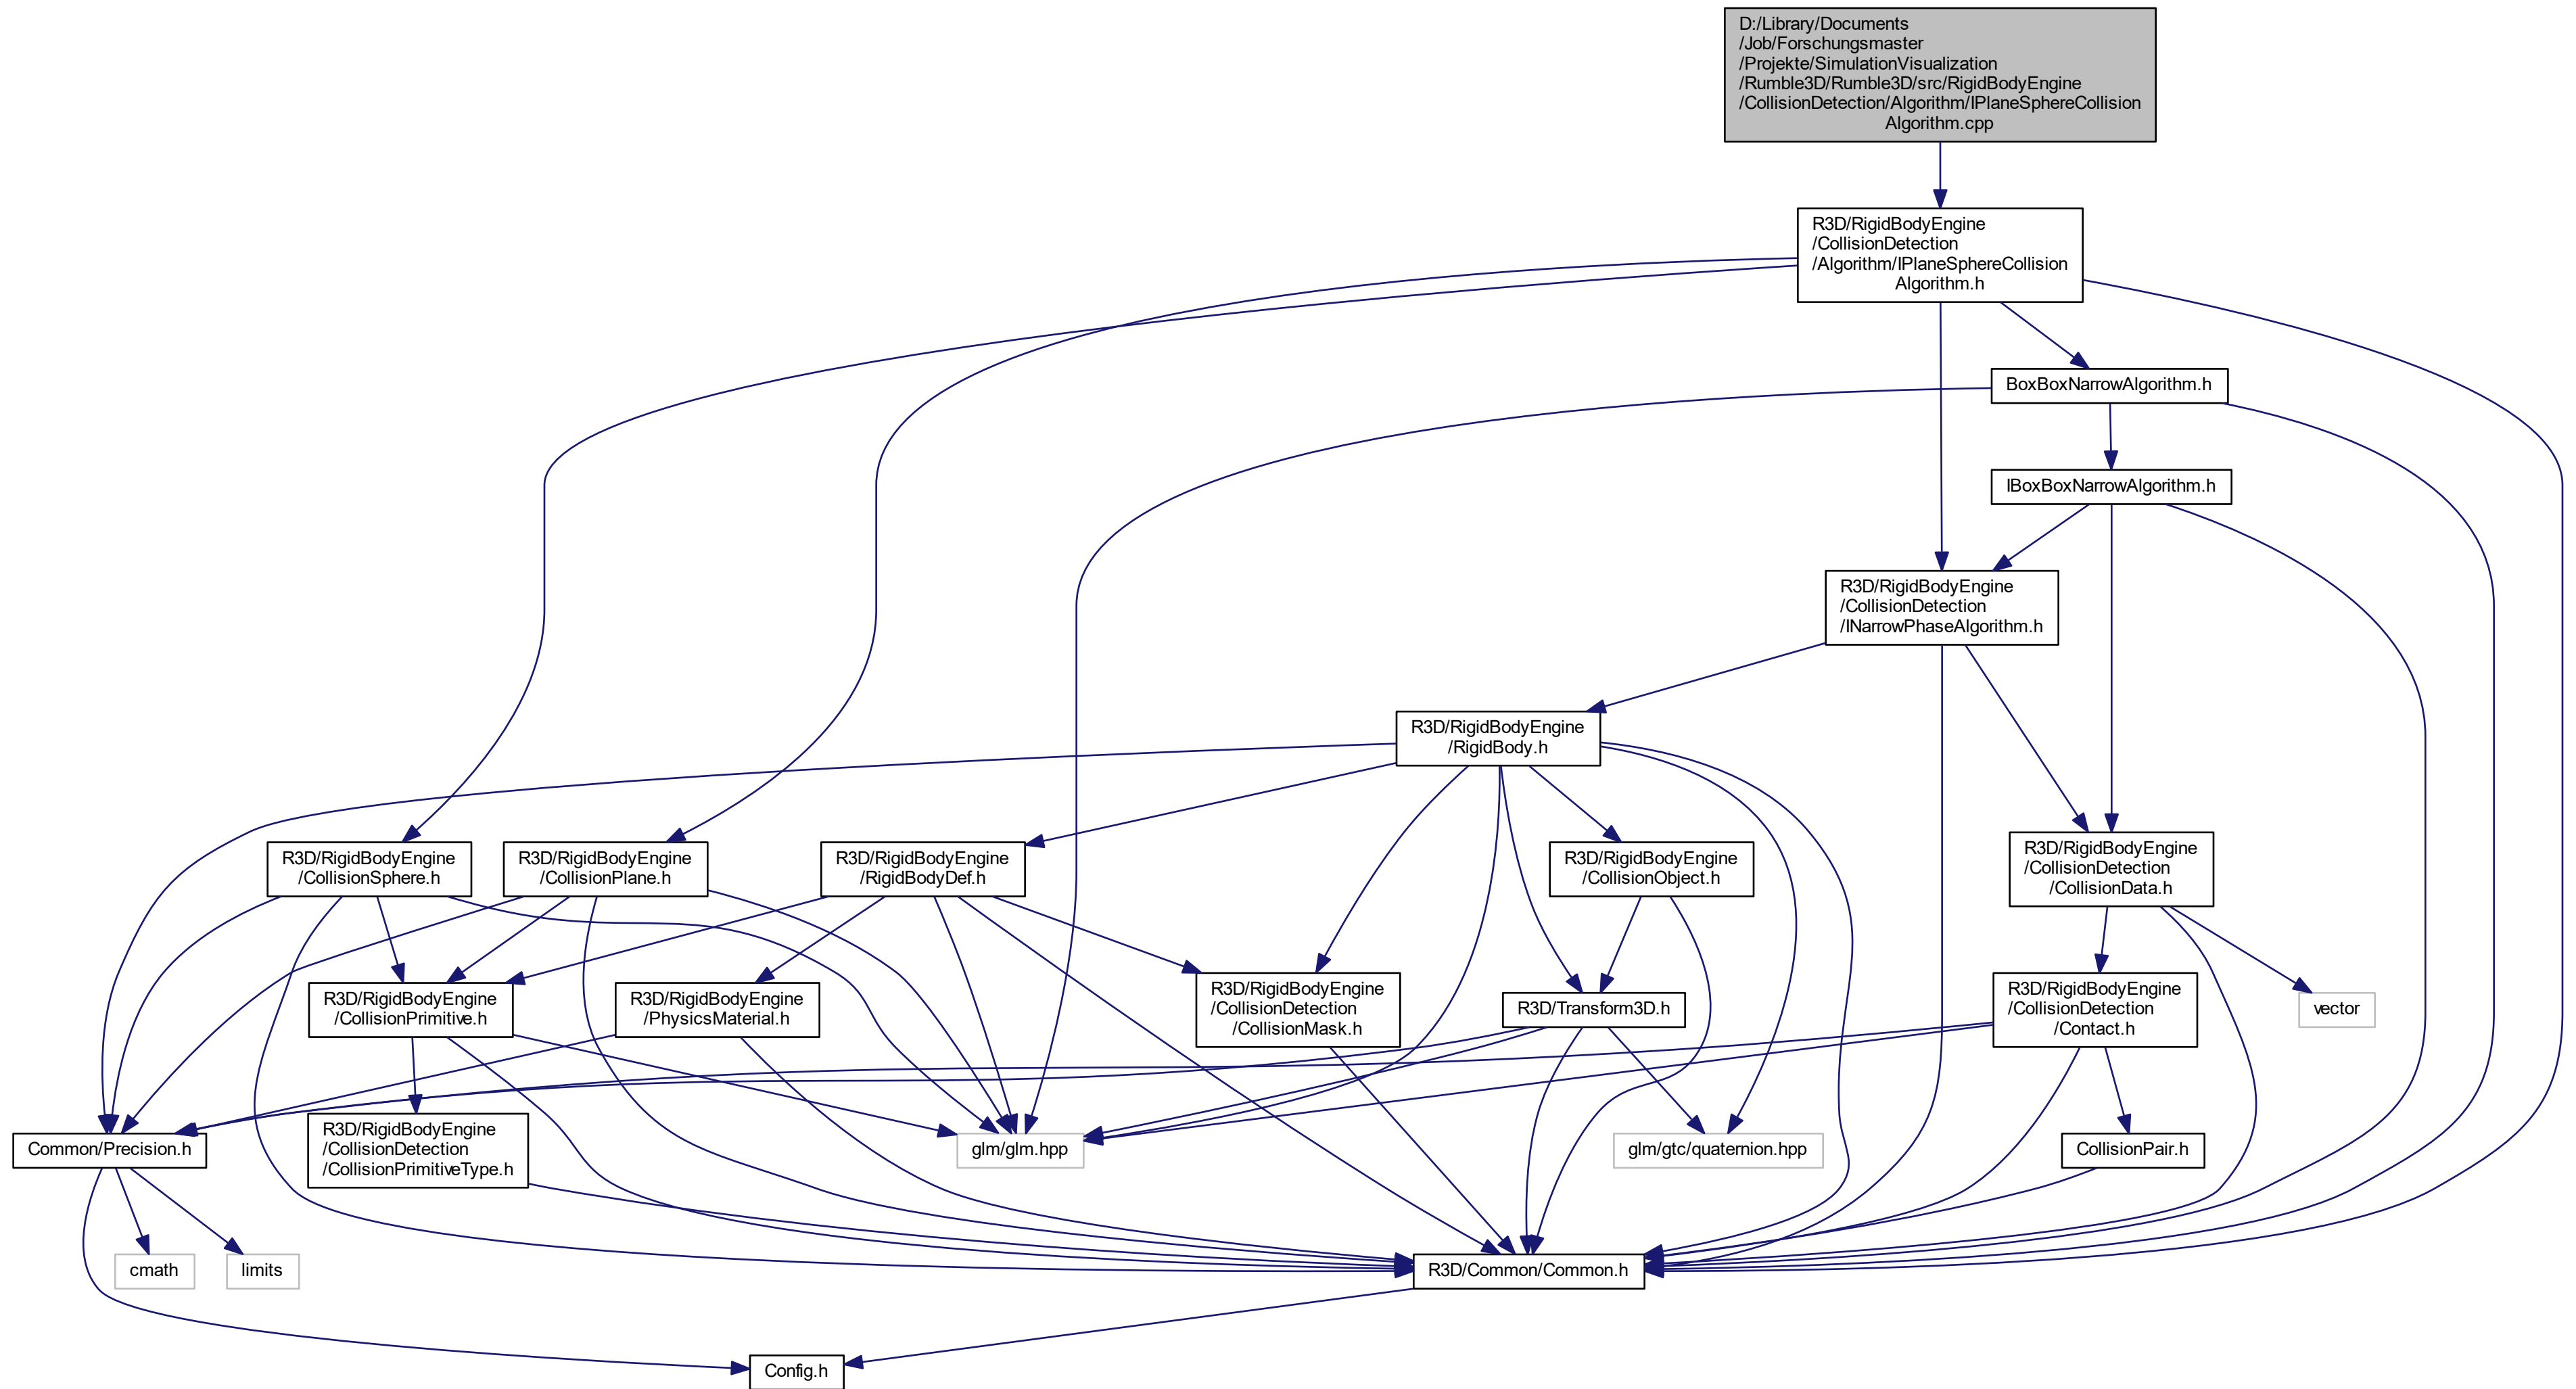 D:/Library/Documents
/Job/Forschungsmaster
/Projekte/SimulationVisualization
/Rumble3D/Rumble3D/src/RigidBodyEngine
/CollisionDetection/Algorithm/IPlaneSphereCollision
Algorithm.cpp
R3D/RigidBodyEngine
/CollisionDetection
/Algorithm/IPlaneSphereCollision
Algorithm.h
BoxBoxNarrowAlgorithm.h
IBoxBoxNarrowAlgorithm.h
R3D/RigidBodyEngine
/CollisionDetection
/INarrowPhaseAlgorithm.h
R3D/RigidBodyEngine
/RigidBody.h
R3D/RigidBodyEngine
/CollisionSphere.h
R3D/RigidBodyEngine
/CollisionPlane.h
R3D/RigidBodyEngine
/RigidBodyDef.h
R3D/RigidBodyEngine
/CollisionObject.h
R3D/RigidBodyEngine
/CollisionDetection
/CollisionData.h
R3D/RigidBodyEngine
/CollisionPrimitive.h
R3D/RigidBodyEngine
/PhysicsMaterial.h
R3D/RigidBodyEngine
/CollisionDetection
/CollisionMask.h
R3D/Transform3D.h
R3D/RigidBodyEngine
/CollisionDetection
/Contact.h
vector
Common/Precision.h
R3D/RigidBodyEngine
/CollisionDetection
/CollisionPrimitiveType.h
glm/glm.hpp
glm/gtc/quaternion.hpp
CollisionPair.h
cmath
limits
R3D/Common/Common.h
Config.h